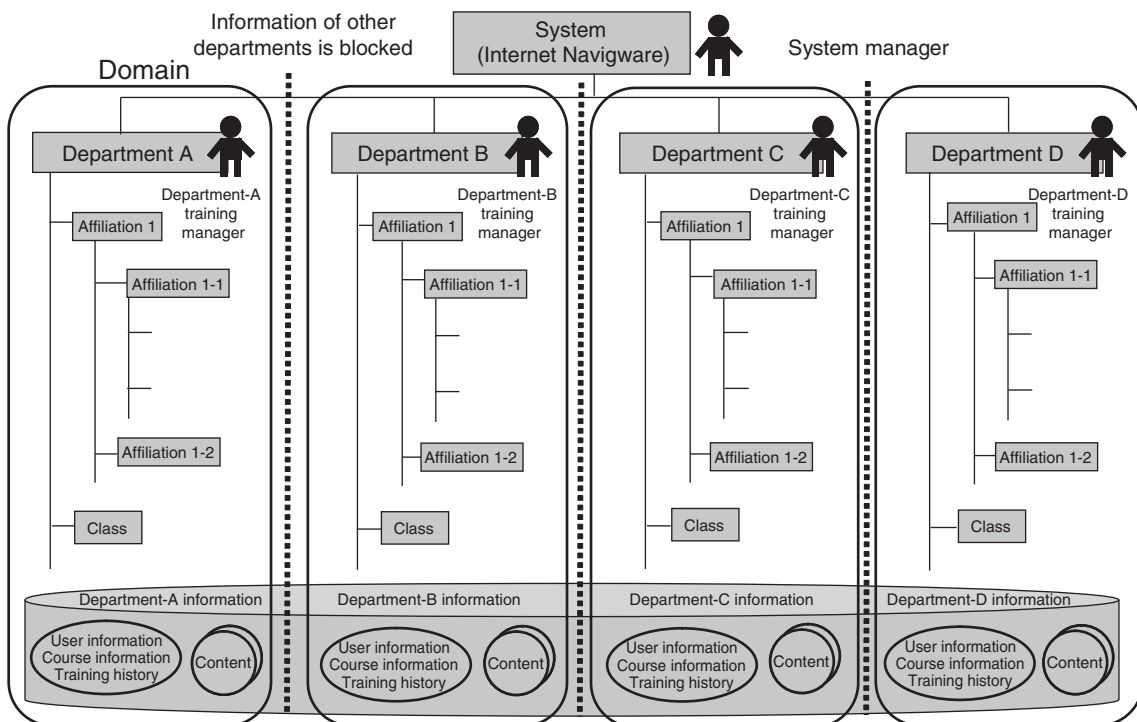 Information of other
departments is blocked
System
(Internet Navigware)
System manager
Domain
Department A
Department-A
training
manager
Affiliation 1
Affiliation 1-1
Affiliation 1-2
Class
Department B
Department-B
training
manager
Affiliation 1
Affiliation 1-1
Affiliation 1-2
Class
Department C
Department-C
training
manager
Affiliation 1
Affiliation 1-1
Affiliation 1-2
Class
Department D
Department-D
training
manager
Affiliation 1
Affiliation 1-1
Affiliation 1-2
Class
Department-A information
User information
Course information
Training history
Content
Department-B information
User information
Course information
Training history
Content
Department-C information
User information
Course information
Training history
Content
Department-D information
User information
Course information
Training history
Content